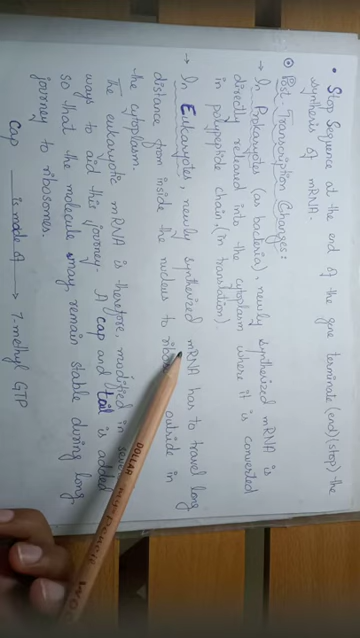 • Stop Sequence at the end of the gene terminate (end)(stop) the
synthesis of mRNA.
⊙ Post-Transcription Changes:
→ In Prokaryotes (as bacteria), newly synthesized mRNA is
directly released into the cytoplasm where it is converted
in polypeptide chain (in translation).
→ In Eukaryotes, newly synthesized mRNA has to travel long
distance from inside the nucleus to outside in
the cytoplasm.
The eukaryotic mRNA is therefore, modified in
ways to aid this journey. A cap and tail is added
so that the molecule may remain stable during long
journey to ribosomes.
Cap is made of → 7-methyl GTP
DOLLAR